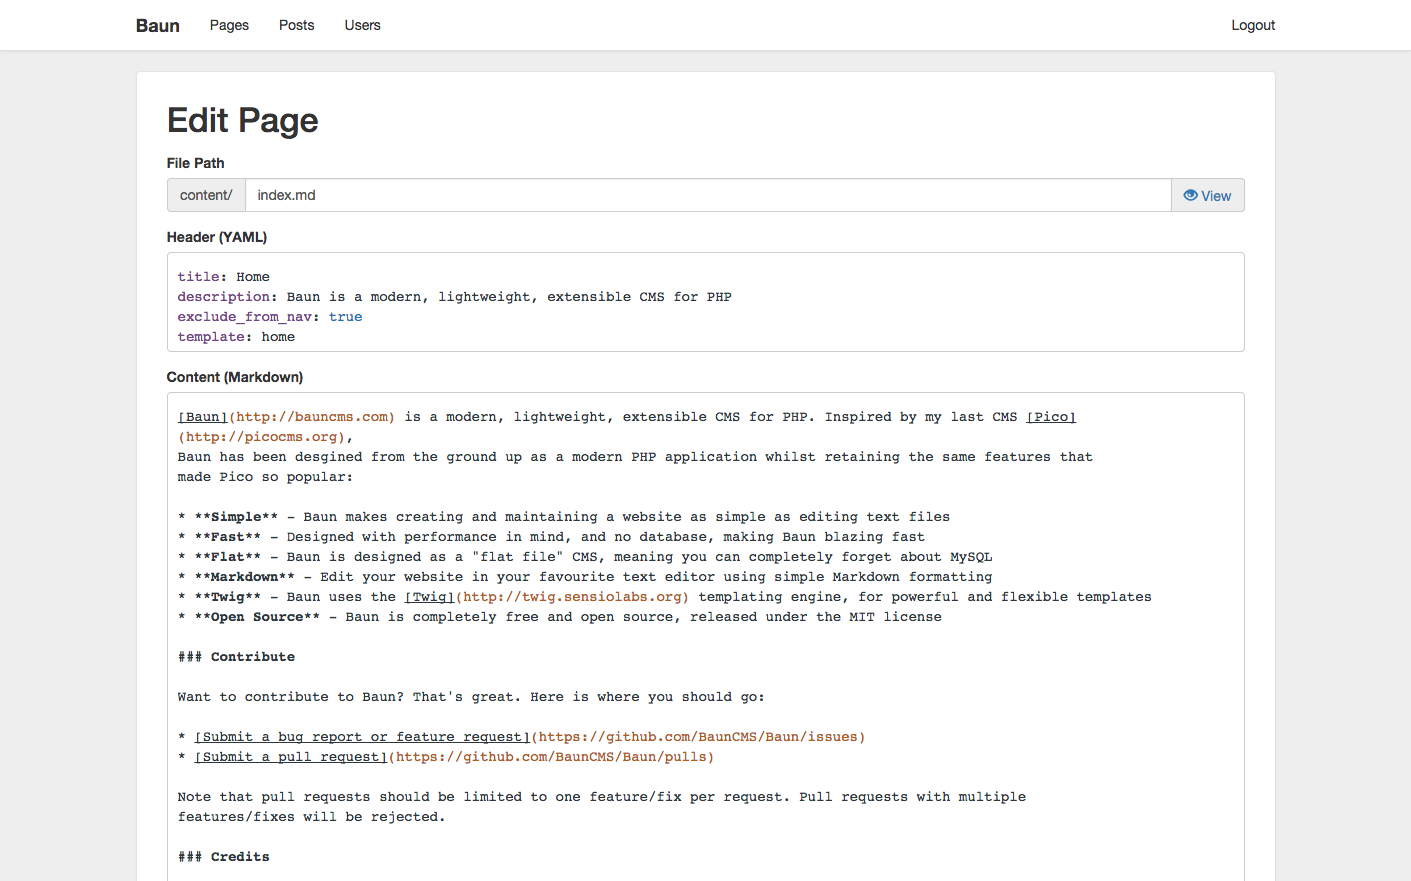 Baun Pages Posts Users Logout
Edit Page
File Path
content/ index.md View
Header (YAML)
title: Home
description: Baun is a modern, lightweight, extensible CMS for PHP
exclude_from_nav: true
template: home
Content (Markdown)
[Baun](http://bauncms.com) is a modern, lightweight, extensible CMS for PHP. Inspired by my last CMS [Pico]
(http://picocms.org),
Baun has been desgined from the ground up as a modern PHP application whilst retaining the same features that
made Pico so popular:
* **Simple** - Baun makes creating and maintaining a website as simple as editing text files
* **Fast** - Designed with performance in mind, and no database, making Baun blazing fast
* **Flat** - Baun is designed as a "flat file" CMS, meaning you can completely forget about MySQL
* **Markdown** - Edit your website in your favourite text editor using simple Markdown formatting
* **Twig** - Baun uses the [Twig](http://twig.sensiolabs.org) templating engine, for powerful and flexible templates
* **Open Source** - Baun is completely free and open source, released under the MIT license
### Contribute
Want to contribute to Baun? That's great. Here is where you should go:
* [Submit a bug report or feature request](https://github.com/BaunCMS/Baun/issues)
* [Submit a pull request](https://github.com/BaunCMS/Baun/pulls)
Note that pull requests should be limited to one feature/fix per request. Pull requests with multiple
features/fixes will be rejected.
### Credits